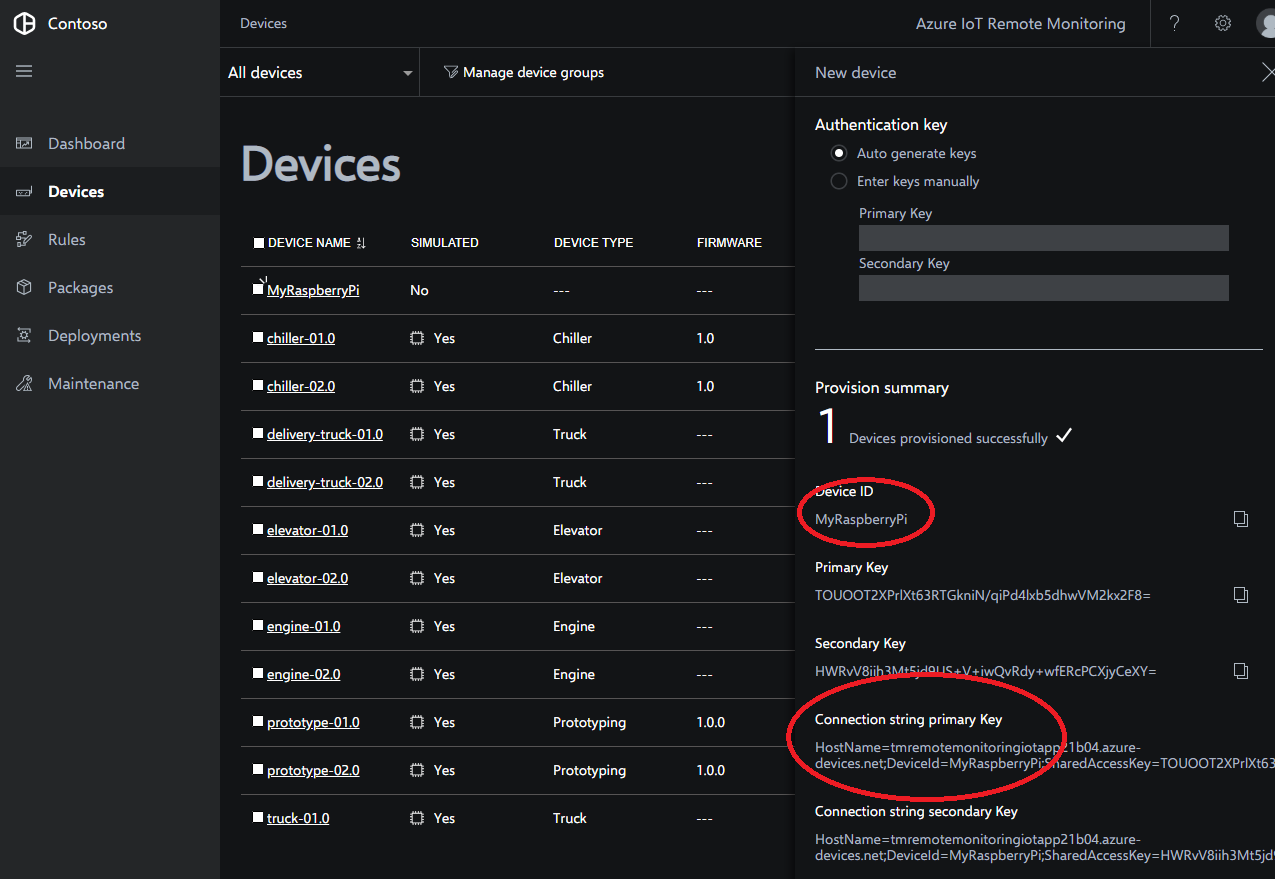 Contoso
Devices
Azure IoT Remote Monitoring
?
All devices
Manage device groups
New device
Dashboard
Devices
Rules
Packages
Deployments
Maintenance
Devices
DEVICE NAME SIMULATED DEVICE TYPE FIRMWARE
MyRaspberryPi No --- ---
chiller-01.0 Yes Chiller 1.0
chiller-02.0 Yes Chiller 1.0
delivery-truck-01.0 Yes Truck ---
delivery-truck-02.0 Yes Truck ---
elevator-01.0 Yes Elevator ---
elevator-02.0 Yes Elevator ---
engine-01.0 Yes Engine ---
engine-02.0 Yes Engine ---
prototype-01.0 Yes Prototyping 1.0.0
prototype-02.0 Yes Prototyping 1.0.0
truck-01.0 Yes Truck ---
Authentication key
Auto generate keys
Enter keys manually
Primary Key
Secondary Key
Provision summary
1 Devices provisioned successfully
Device ID
MyRaspberryPi
Primary Key
TOUOOT2XPrlXt63RTGkniN/qiPd4lxb5dhwVM2kx2F8=
Secondary Key
HWRvV8iih3Mt5jd9US+V+iwQvRdy+wfERcPCXjyCeXY=
Connection string primary Key
HostName=tmremotemonitoringiotapp21b04.azure-
devices.net;DeviceId=MyRaspberryPi;SharedAccessKey=TOUOOT2XPrlXt63
Connection string secondary Key
HostName=tmremotemonitoringiotapp21b04.azure-
devices.net;DeviceId=MyRaspberryPi;SharedAccessKey=HWRvV8iih3Mt5jd9